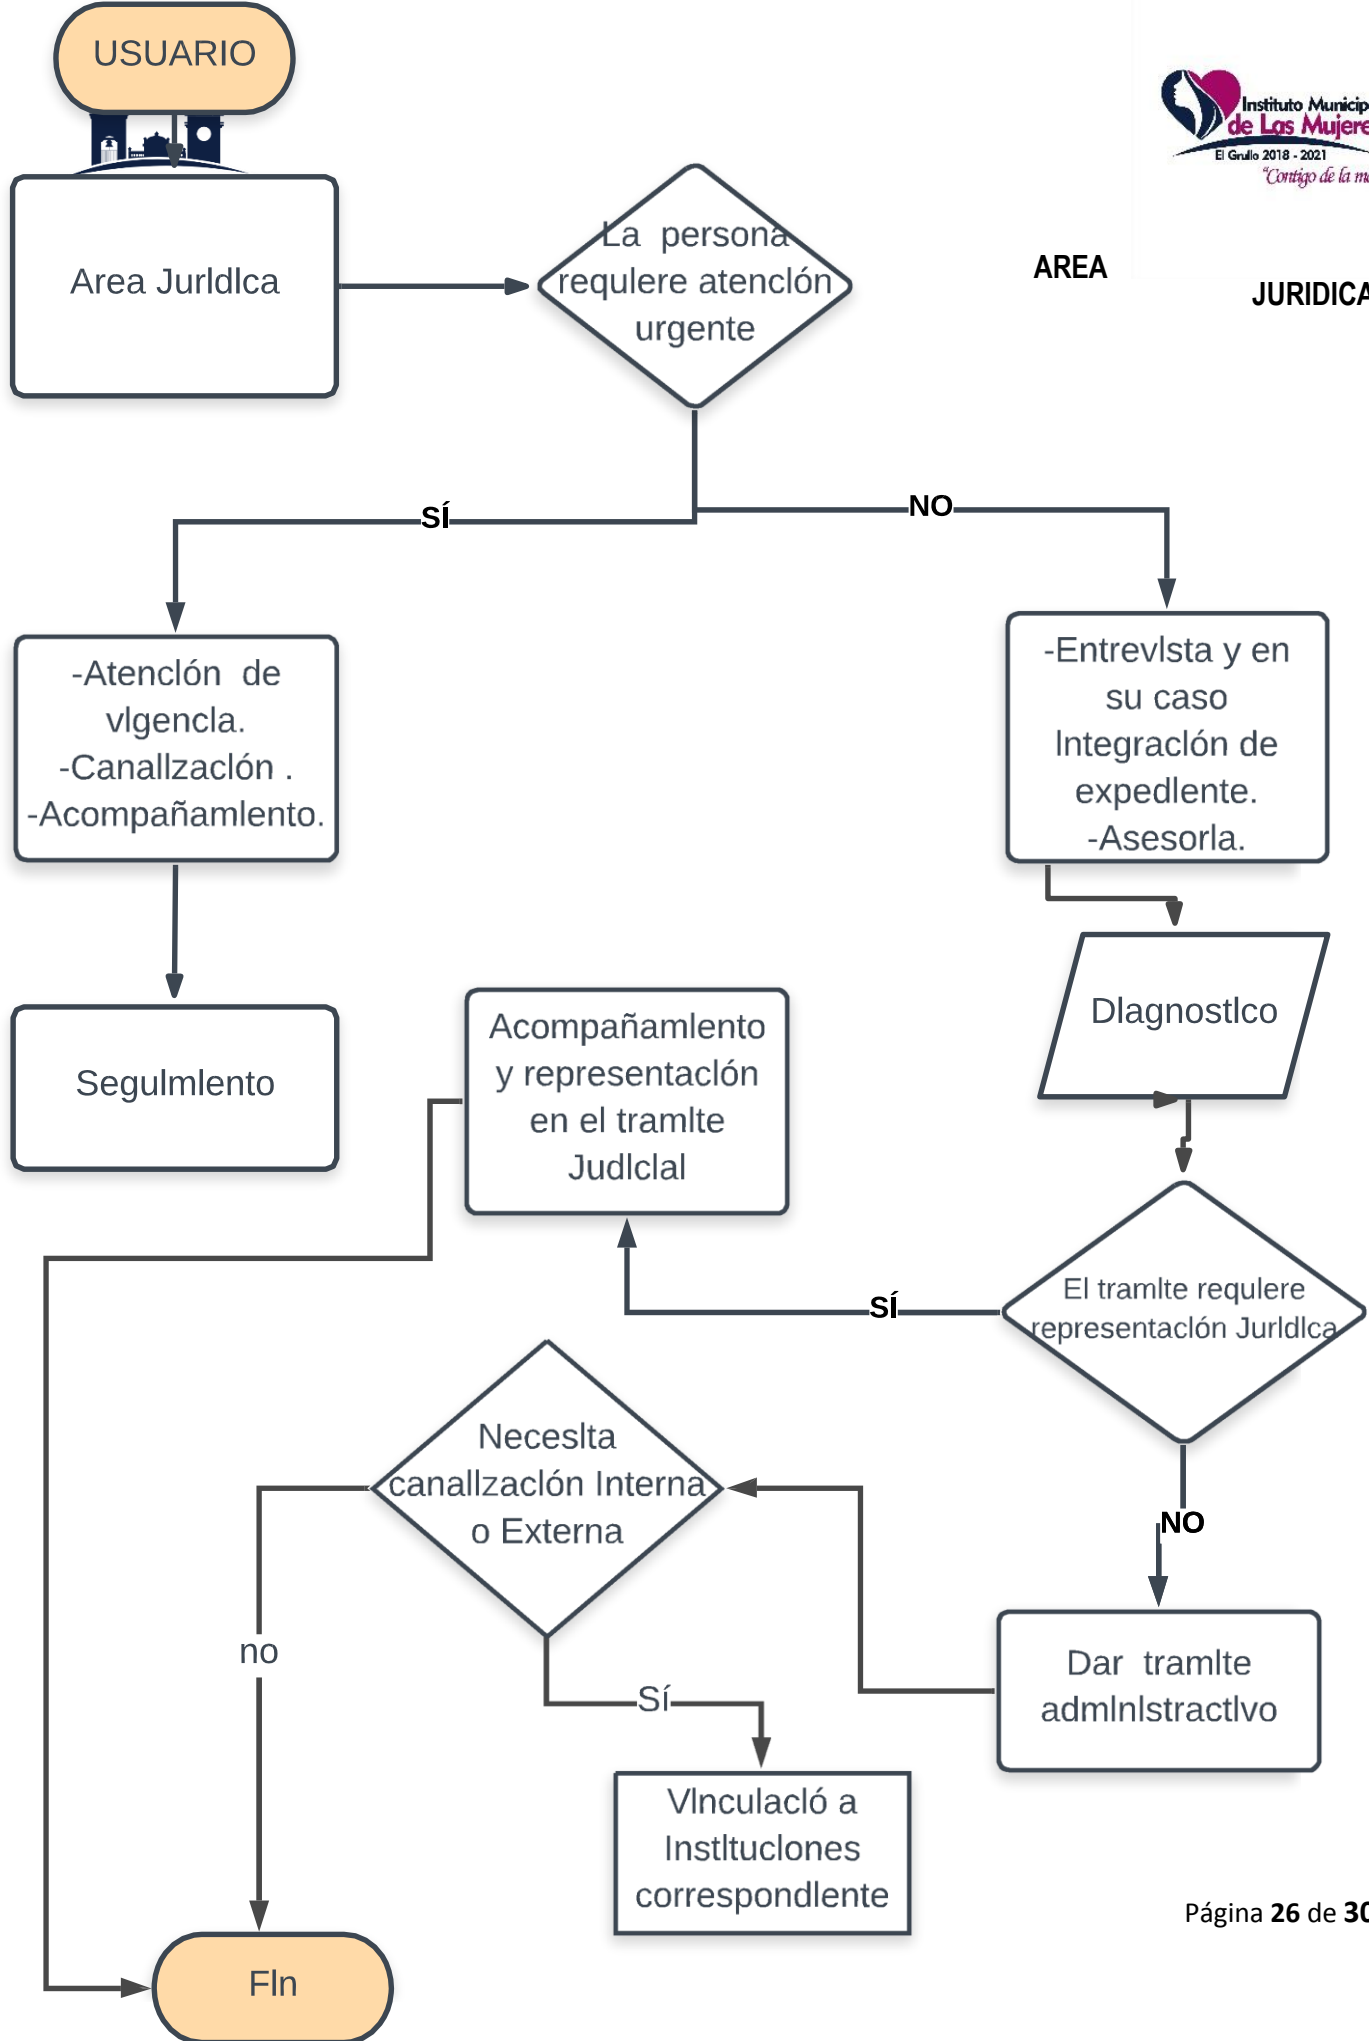 USUARIO
Instituto Municip
de Las Mujere
El Grullo 2018 - 2021
"Contigo de la
AREA
JURIDICA
Area Jurldlca
La persona
requlere atenclón
urgente
SÍ
NO
-Atenclón de
vlgencla.
-Canallzaclón .
-Acompañamlento.
-Entrevlsta y en
su caso
Integraclón de
expedlente.
-Asesorla.
Dlagnostlco
Segulmlento
Acompañamlento
y representaclón
en el tramlte
Judlclal
El tramlte requlere
representaclón Jurldlca
SÍ
NO
Neceslta
canallzaclón Interna
o Externa
no
Sí
Dar tramlte
admlnlstractlvo
Vlnculacló a
Instltuclones
correspondlente
Fln
Página 26 de 30